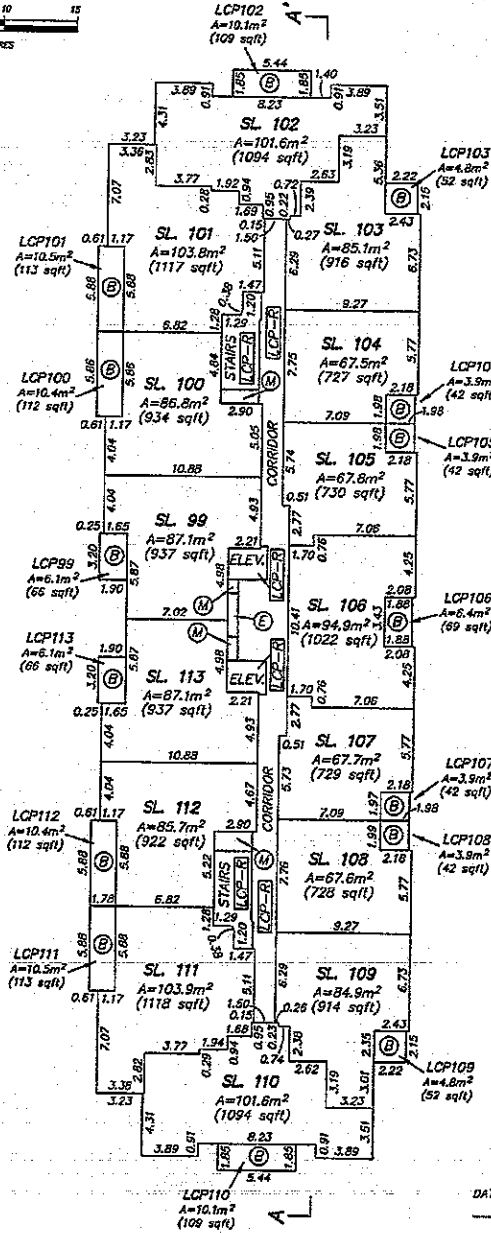 10 15
RES
A'
LCP102
A=10.1m²
(109 sqft)
5.44
1.85 B 1.85
1.40
3.89 0.91 8.23 0.91 3.89
4.31 3.51
SL. 102
A=101.6m²
(1094 sqft)
3.23
3.36
2.83
3.23
3.19
5.36
3.77 0.28 1.92 0.94 0.72 2.39 2.63
2.22
LCP103
A=4.8m²
(52 sqft)
B 2.15
2.43
7.07
1.69
0.15
1.50
0.95
0.22
0.27
SL. 101
A=103.8m²
(1117 sqft)
SL. 103
A=85.1m²
(916 sqft)
LCP101
A=10.5m²
(113 sqft)
0.61 1.17
5.88 B 5.88
5.11
6.29
6.73
1.47
0.38 1.20
1.28 1.29
9.27
6.82
STAIRS
LCP-R
LCP-R
7.75
SL. 104
A=67.5m²
(727 sqft)
5.77
LCP100
A=10.4m²
(112 sqft)
5.86 B 5.86
4.64
M
SL. 100
A=86.8m²
(934 sqft)
2.18
1.98 B
A=3.9m²
(42 sqft)
7.09
1.98
0.61 1.17
2.90
4.04
5.05
CORRIDOR
5.74
1.98 B
A=3.9m²
(42 sqft)
2.18
SL. 105
A=67.8m²
(730 sqft)
10.88
4.04
4.93
0.51
2.77
5.77
SL. 99
A=87.1m²
(937 sqft)
0.25 1.65
3.20 B 5.87
2.21
1.70 0.76
7.06
4.25
LCP99
A=6.1m²
(66 sqft)
1.90
4.98
ELEV.
LCP-R
M
E
7.02
M
10.41
SL. 106
A=94.9m²
(1022 sqft)
2.08
1.88
3.43 B
1.88
2.08
LCP106
A=6.4m²
(69 sqft)
LCP113
A=6.1m²
(66 sqft)
1.90
3.20 B 5.87
4.98
ELEV.
LCP-R
SL. 113
A=87.1m²
(937 sqft)
2.21
1.70 0.76
7.06
4.25
0.25 1.65
4.04
4.93
2.77
0.51
5.77
10.88
SL. 107
A=67.7m²
(729 sqft)
4.04
4.67
CORRIDOR
5.73
LCP107
A=3.9m²
(42 sqft)
2.18
1.97 B
1.98
7.09
LCP112
A=10.4m²
(112 sqft)
0.61 1.17
5.88 B 5.88
SL. 112
A=85.7m²
(922 sqft)
2.90
M
5.22
STAIRS
LCP-R
LCP-R
7.76
1.99 B
2.18
LCP108
A=3.9m²
(42 sqft)
SL. 108
A=67.6m²
(728 sqft)
5.77
1.78
6.82
1.28 1.29
0.38 1.20
1.47
9.27
LCP111
A=10.5m²
(113 sqft)
5.88 B 5.88
0.61 1.17
SL. 111
A=103.9m²
(1118 sqft)
5.11
6.29
SL. 109
A=84.9m²
(914 sqft)
6.73
7.07
1.50
0.15
1.68
0.95
0.23
0.26
2.43
2.35 B 2.15
2.22
LCP109
A=4.8m²
(52 sqft)
3.77 0.29 1.94 0.94 0.74 2.38 2.62
2.82
3.36
3.23
3.19
3.01
3.23
SL. 110
A=101.6m²
(1094 sqft)
4.31 3.51
3.89 0.91 8.23 0.91 3.89
1.85 B 1.85
5.44
LCP110
A=10.1m²
(109 sqft)
A
DAT